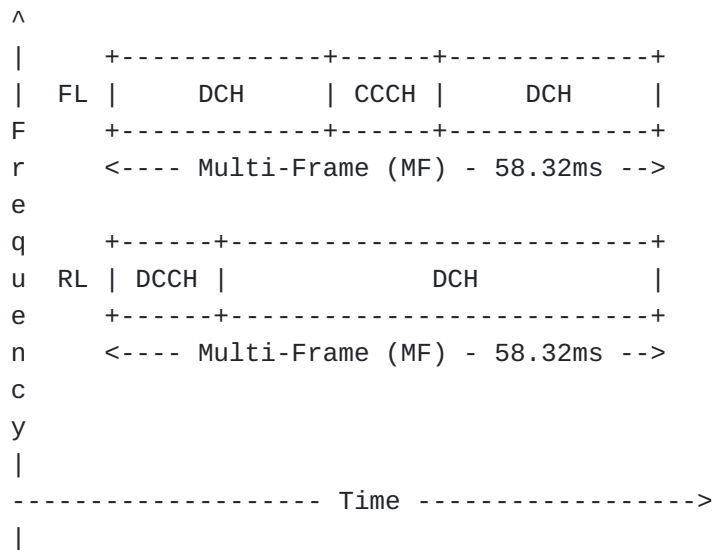 ^
|      +-------------+------+-------------+
|  FL |     DCH     | CCCH |     DCH     |
F     +-------------+------+-------------+
r     <---- Multi-Frame (MF) - 58.32ms -->
e
q     +------+---------------------------+
u  RL | DCCH |             DCH           |
e     +------+---------------------------+
n     <---- Multi-Frame (MF) - 58.32ms -->
c
y
|
-------------------- Time ------------------>
|